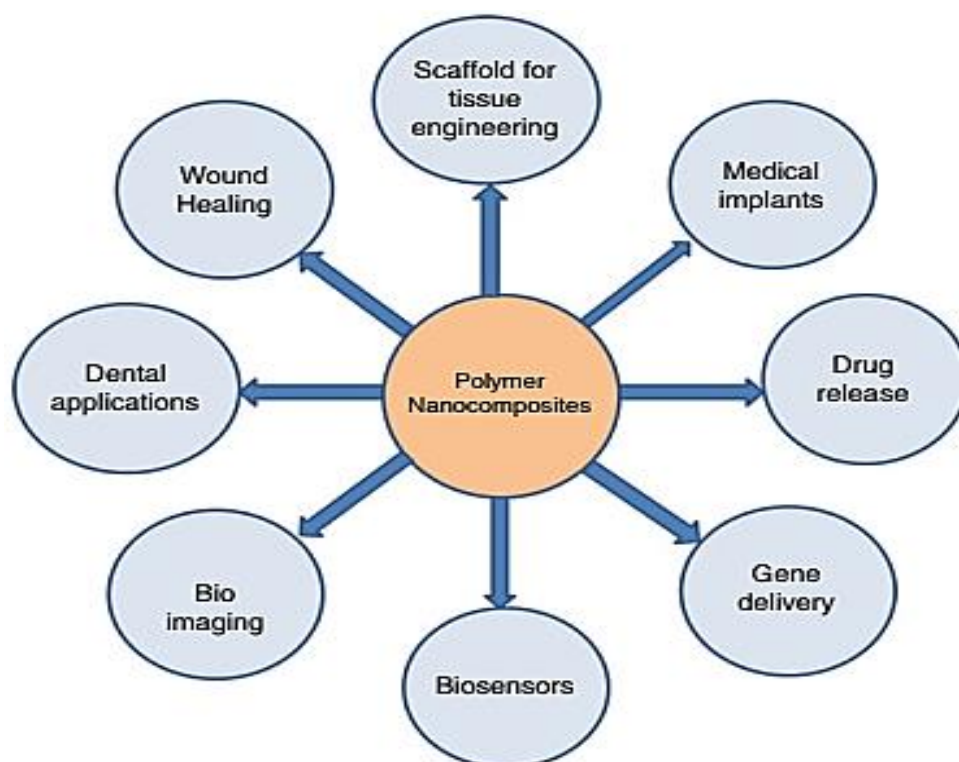 Scaffold for
tissue
engineering
Medical
implants
Drug
release
Gene
delivery
Biosensors
Bio
imaging
Dental
applications
Wound
Healing
Polymer
Nanocomposites